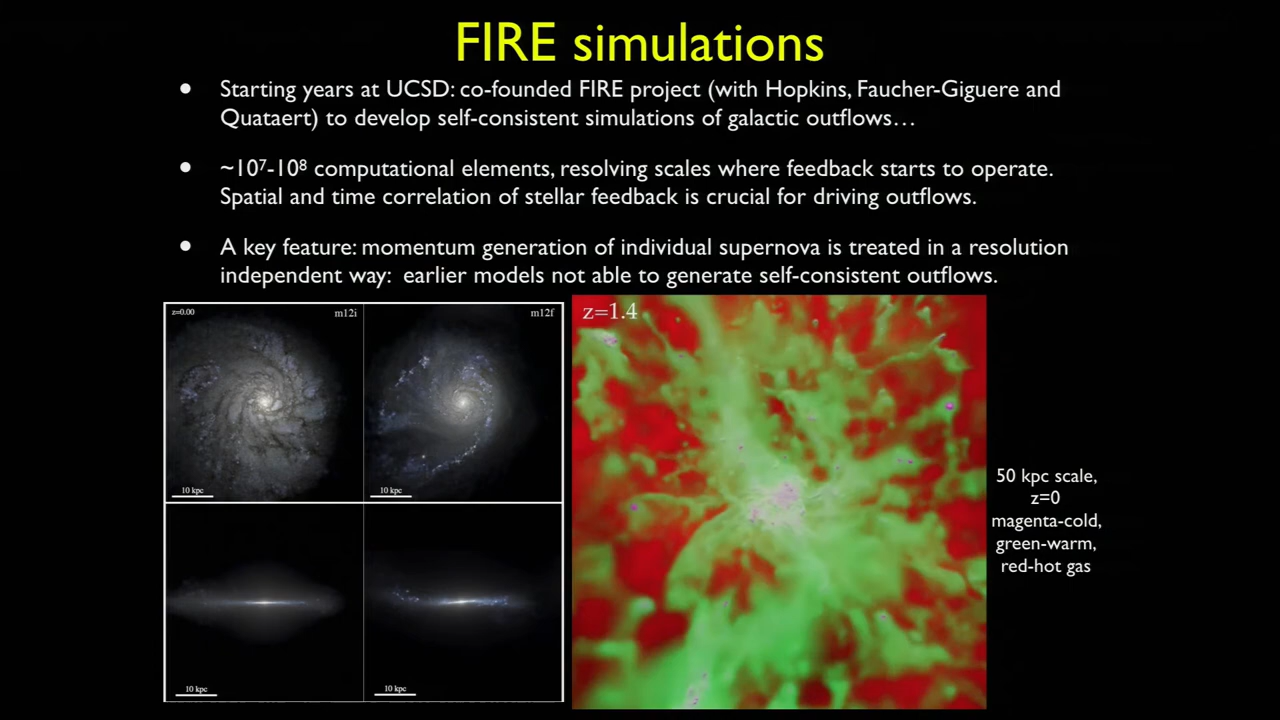 FIRE simulations
• Starting years at UCSD: co-founded FIRE project (with Hopkins, Faucher-Giguere and
Quataert) to develop self-consistent simulations of galactic outflows…
• ~10⁷-10⁸ computational elements, resolving scales where feedback starts to operate.
Spatial and time correlation of stellar feedback is crucial for driving outflows.
• A key feature: momentum generation of individual supernova is treated in a resolution
independent way: earlier models not able to generate self-consistent outflows.
z=0.00
m12i
m12f
10 kpc
10 kpc
10 kpc
10 kpc
z=1.4
50 kpc scale,
z=0
magenta-cold,
green-warm,
red-hot gas